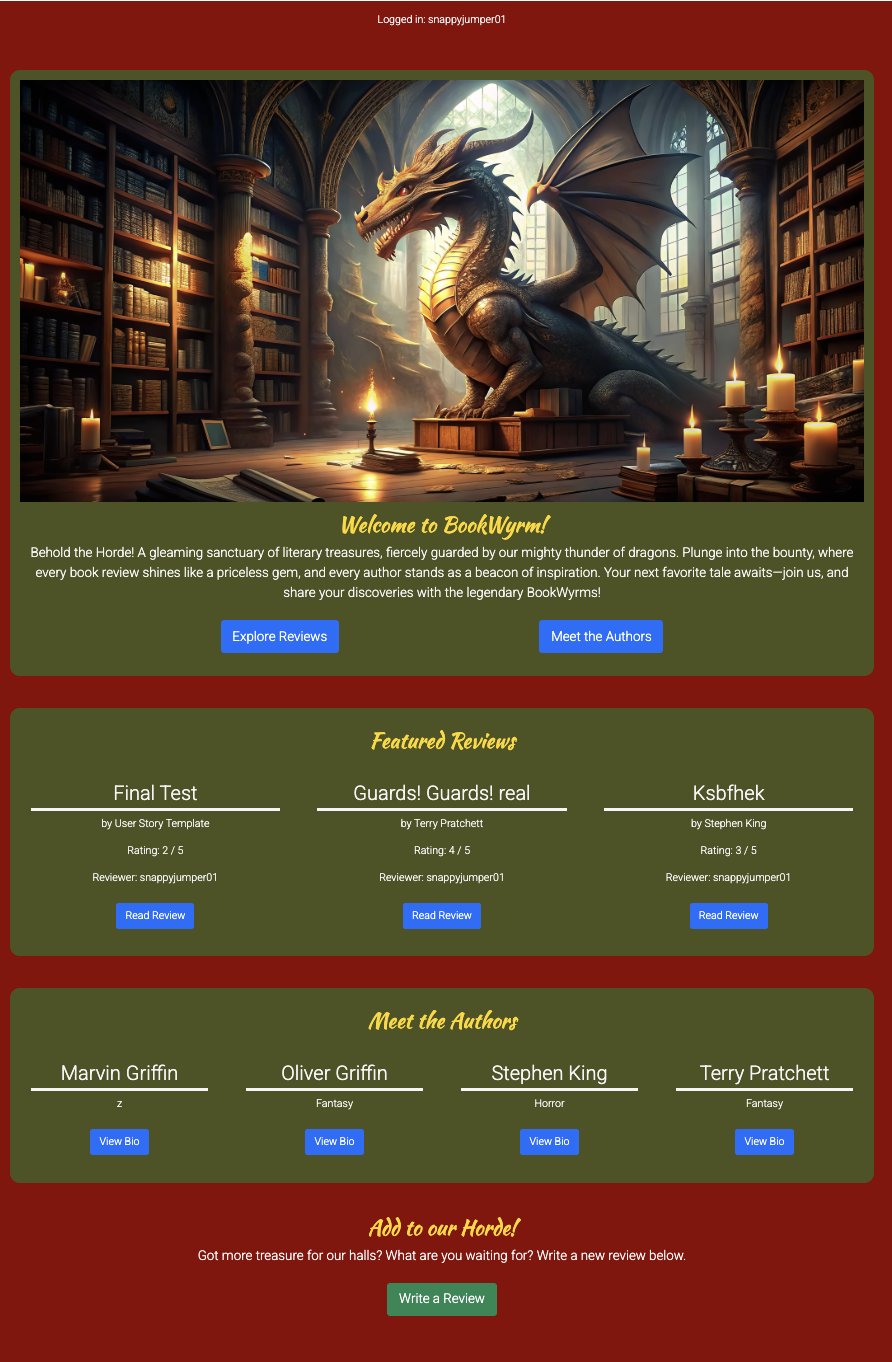 Logged in: snappyjumper01
Welcome to BookWyrm!
Behold the Horde! A gleaming sanctuary of literary treasures, fiercely guarded by our mighty thunder of dragons. Plunge into the bounty, where
every book review shines like a priceless gem, and every author stands as a beacon of inspiration. Your next favorite tale awaits—join us, and
share your discoveries with the legendary BookWyrms!
Explore Reviews
Meet the Authors
Featured Reviews
Final Test
by User Story Template
Rating: 2 / 5
Reviewer: snappyjumper01
Read Review
Guards! Guards! real
by Terry Pratchett
Rating: 4 / 5
Reviewer: snappyjumper01
Read Review
Ksbfhek
by Stephen King
Rating: 3 / 5
Reviewer: snappyjumper01
Read Review
Meet the Authors
Marvin Griffin
z
View Bio
Oliver Griffin
Fantasy
View Bio
Stephen King
Horror
View Bio
Terry Pratchett
Fantasy
View Bio
Add to our Horde!
Got more treasure for our halls? What are you waiting for? Write a new review below.
Write a Review